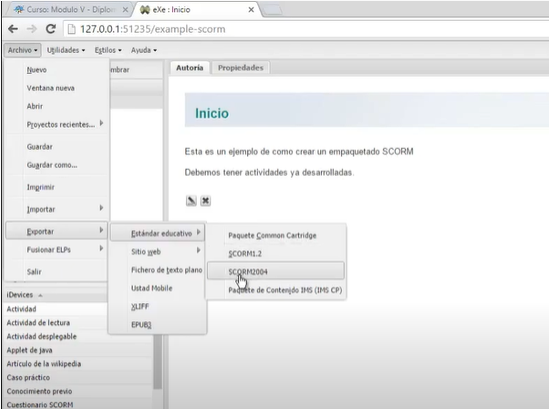 Curso: Modulo V - Diplom
eXe : Inicio
127.0.0.1:51235/example-scorm
Archivo Utilidades Estilos Ayuda
Nuevo
Ventana nueva
Abrir
Proyectos recientes...
Guardar
Guardar como...
Imprimir
Importar
Exportar
Fusionar ELPs
Salir
mbrar
Estándar educativo
Sitio web
Fichero de texto plano
Ustad Mobile
XLIFF
EPUB3
Paquete Common Cartridge
SCORM1.2
SCORM2004
Paquete de Contenido IMS (IMS CP)
Autoría Propiedades
Inicio
Esta es un ejemplo de como crear un empaquetado SCORM
Debemos tener actividades ya desarrolladas.
iDevices
Actividad
Actividad de lectura
Actividad desplegable
Applet de Java
Artículo de la wikipedia
Caso práctico
Conocimiento previo
Cuestionario SCORM